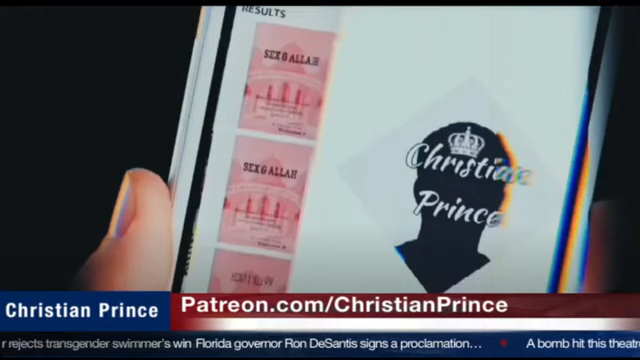 RESULTS
SEX & ALLAH
SEX & ALLAH
Christian
Prince
Christian Prince
Patreon.com/ChristianPrince
r rejects transgender swimmer's win Florida governor Ron DeSantis signs a proclamation… A bomb hit this theatr